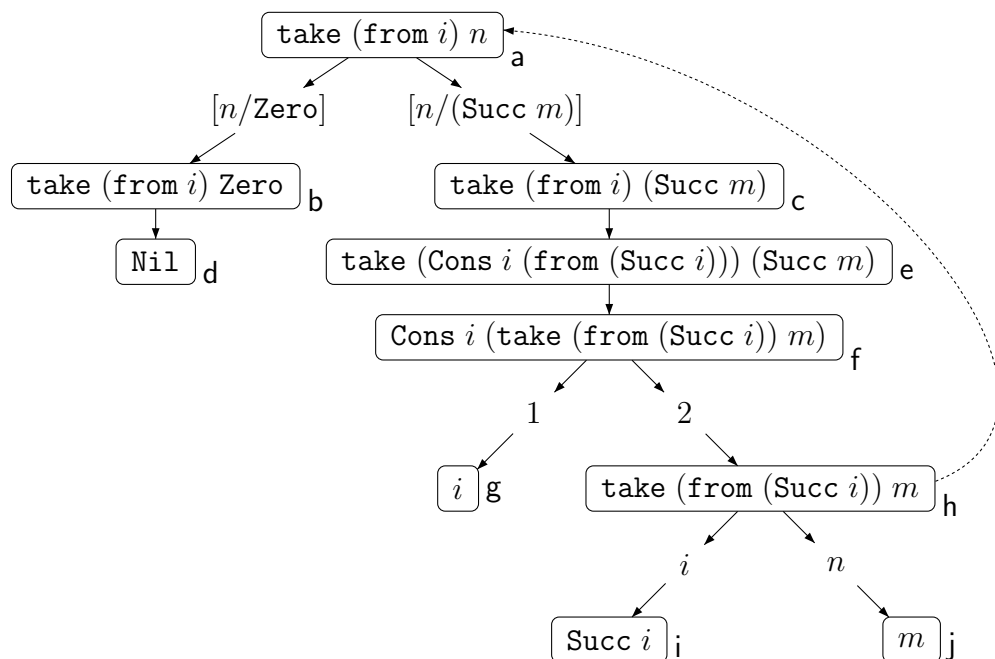 take (from i) n a
[n/Zero] [n/(Succ m)]
take (from i) Zero b take (from i) (Succ m) c
Nil d take (Cons i (from (Succ i))) (Succ m) e
Cons i (take (from (Succ i)) m) f
1 2
i g take (from (Succ i)) m h
i n
Succ i i m j